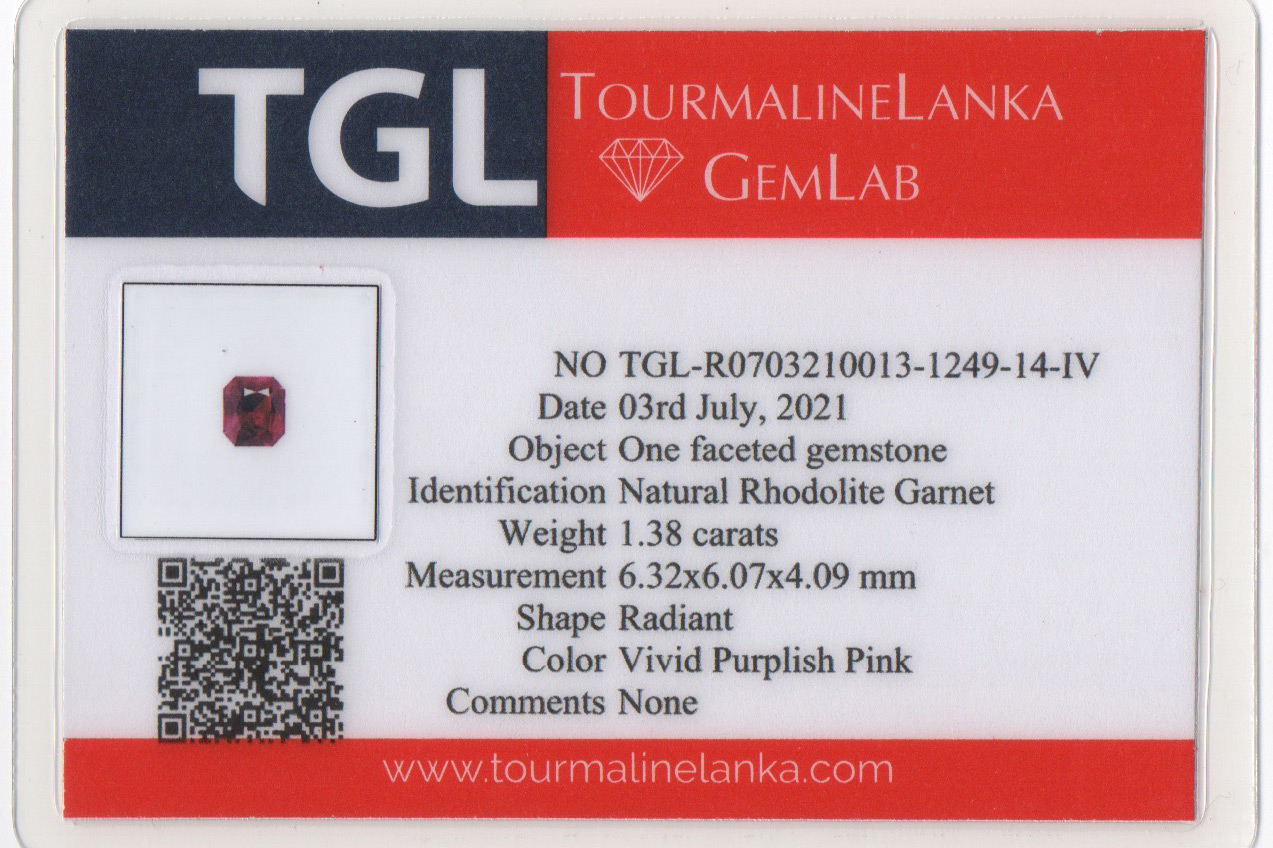 TGL
TOURMALINELANKA
GEMLAB
NO TGL-R0703210013-1249-14-IV
Date 03rd July, 2021
Object One faceted gemstone
Identification Natural Rhodolite Garnet
Weight 1.38 carats
Measurement 6.32x6.07x4.09 mm
Shape Radiant
Color Vivid Purplish Pink
Comments None
www.tourmalinelanka.com